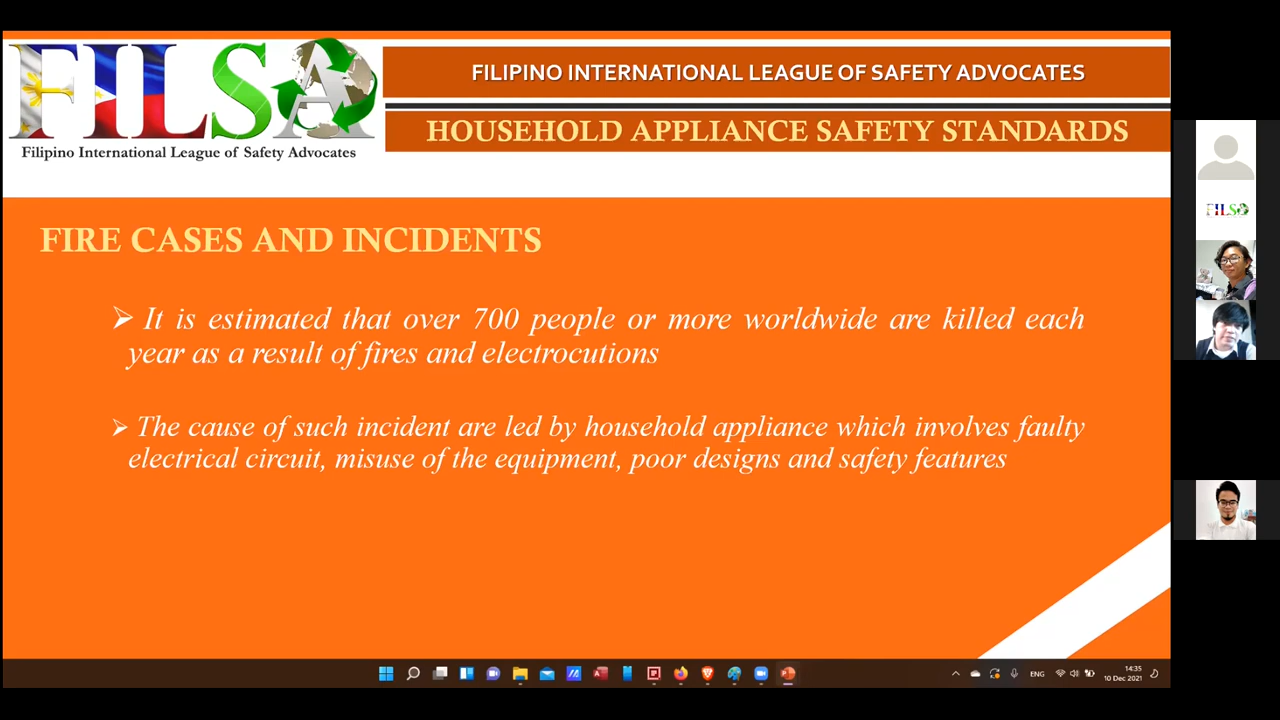 FILSA
Filipino International League of Safety Advocates
FILIPINO INTERNATIONAL LEAGUE OF SAFETY ADVOCATES
HOUSEHOLD APPLIANCE SAFETY STANDARDS
FIRE CASES AND INCIDENTS
It is estimated that over 700 people or more worldwide are killed each
year as a result of fires and electrocutions
The cause of such incident are led by household appliance which involves faulty
electrical circuit, misuse of the equipment, poor designs and safety features
FILSA
ENG
14:35
10 Dec 2021